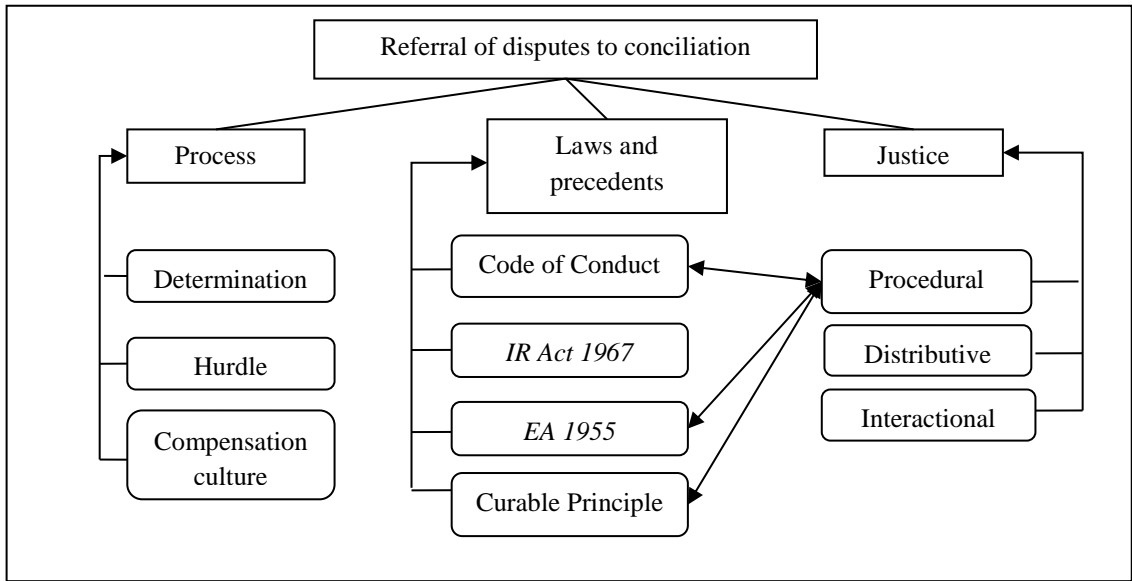 Referral of disputes to conciliation
Process
Laws and
precedents
Justice
Determination
Hurdle
Compensation
culture
Code of Conduct
IR Act 1967
EA 1955
Curable Principle
Procedural
Distributive
Interactional